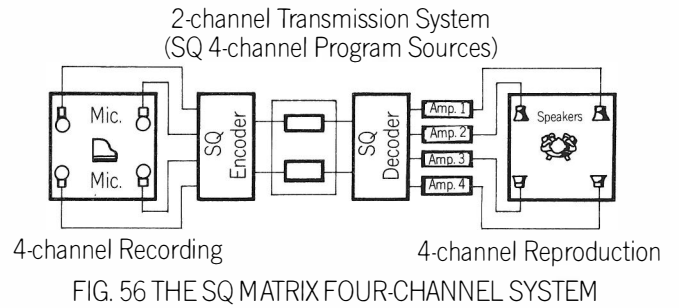 2-channel Transmission System
(SQ 4-channel Program Sources)
Mic.
Mic.
SQ
Encoder
SQ
Decoder
Amp. 1
Amp. 2
Amp. 3
Amp. 4
Speakers
4-channel Recording
4-channel Reproduction
FIG. 56 THE SQ MATRIX FOUR-CHANNEL SYSTEM